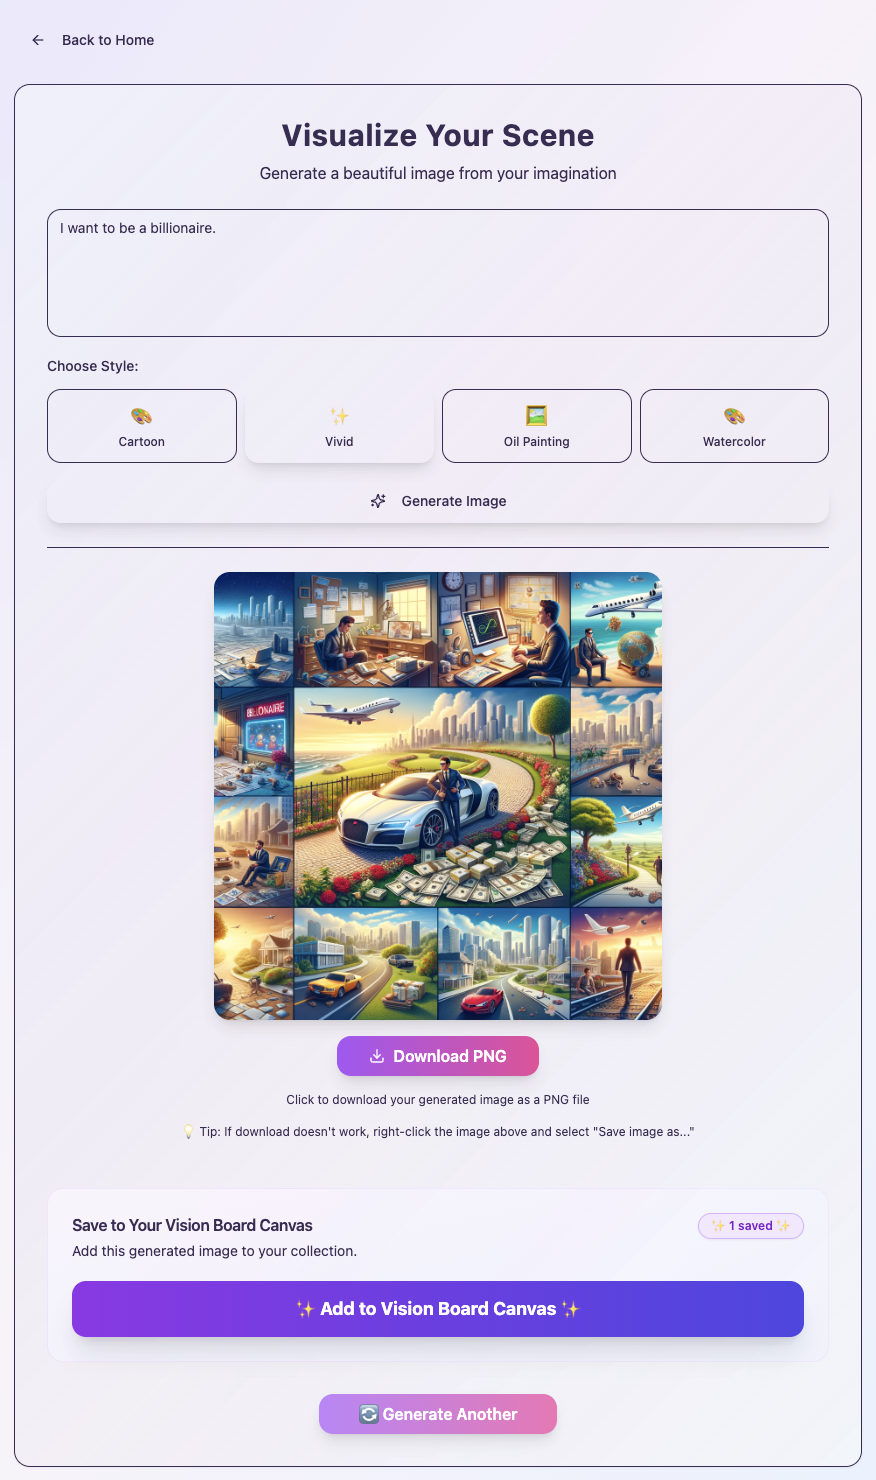 Back to Home
Visualize Your Scene
Generate a beautiful image from your imagination
I want to be a billionaire.
Choose Style:
Cartoon
Vivid
Oil Painting
Watercolor
Generate Image
BILLONAIRE
Download PNG
Click to download your generated image as a PNG file
Tip: If download doesn't work, right-click the image above and select "Save image as..."
Save to Your Vision Board Canvas
1 saved
Add this generated image to your collection.
Add to Vision Board Canvas
Generate Another